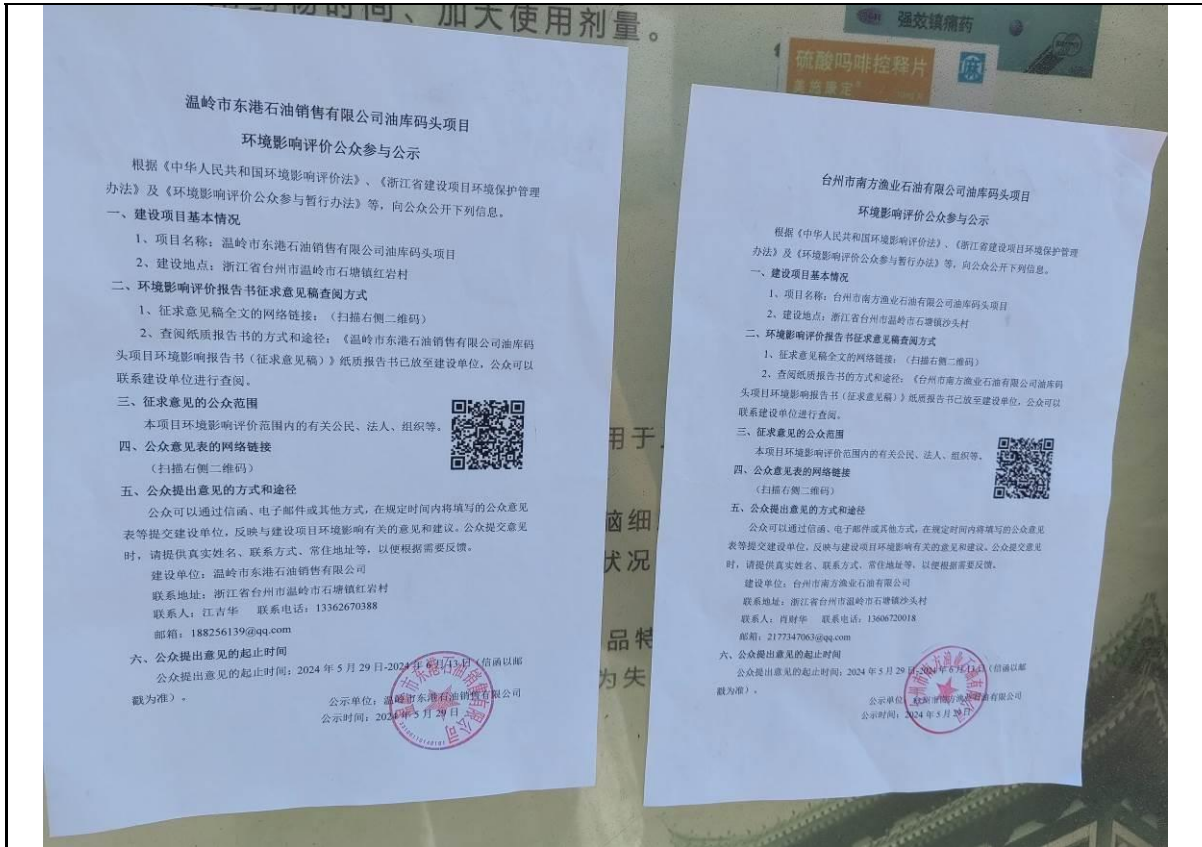 药物时间、加大使用剂量。
强效镇痛药
硫酸吗啡控释片
美施康定
温岭市东港石油销售有限公司油库码头项目
环境影响评价公众参与公示
根据《中华人民共和国环境影响评价法》、《浙江省建设项目环境保护管理
办法》及《环境影响评价公众参与暂行办法》等，向公众公开下列信息。
一、建设项目基本情况
1、项目名称：温岭市东港石油销售有限公司油库码头项目
2、建设地点：浙江省台州市温岭市石塘镇红岩村
二、环境影响评价报告书征求意见稿查阅方式
1、征求意见稿全文的网络链接：（扫描右侧二维码）
2、查阅纸质报告书的方式和途径：《温岭市东港石油销售有限公司油库码
头项目环境影响报告书（征求意见稿）》纸质报告书已放至建设单位，公众可以
联系建设单位进行查阅。
三、征求意见的公众范围
本项目环境影响评价范围内的有关公民、法人、组织等。
四、公众意见表的网络链接
（扫描右侧二维码）
五、公众提出意见的方式和途径
公众可以通过信函、电子邮件或其他方式，在规定时间内将填写的公众意见
表等提交建设单位，反映与建设项目环境影响有关的意见和建议。公众提交意见
时，请提供真实姓名、联系方式、常住地址等，以便根据需要反馈。
建设单位：温岭市东港石油销售有限公司
联系地址：浙江省台州市温岭市石塘镇红岩村
联系人：江吉华 联系电话：13362670388
邮箱：188256139@qq.com
六、公众提出意见的起止时间
公众提出意见的起止时间：2024 年 5 月 29 日-2024 年 6 月 13 日（信函以邮
戳为准）。
公示单位：温岭市东港石油销售有限公司
公示时间：2024 年 5 月 29 日
台州市南方渔业石油有限公司油库码头项目
环境影响评价公众参与公示
根据《中华人民共和国环境影响评价法》、《浙江省建设项目环境保护管理
办法》及《环境影响评价公众参与暂行办法》等，向公众公开下列信息。
一、建设项目基本情况
1、项目名称：台州市南方渔业石油有限公司油库码头项目
2、建设地点：浙江省台州市温岭市石塘镇沙头村
二、环境影响评价报告书征求意见稿查阅方式
1、征求意见稿全文的网络链接：（扫描右侧二维码）
2、查阅纸质报告书的方式和途径：《台州市南方渔业石油有限公司油库码
头项目环境影响报告书（征求意见稿）》纸质报告书已放至建设单位，公众可以
联系建设单位进行查阅。
三、征求意见的公众范围
本项目环境影响评价范围内的有关公民、法人、组织等。
四、公众意见表的网络链接
（扫描右侧二维码）
五、公众提出意见的方式和途径
公众可以通过信函、电子邮件或其他方式，在规定时间内将填写的公众意见
表等提交建设单位，反映与建设项目环境影响有关的意见和建议。公众提交意见
时，请提供真实姓名、联系方式、常住地址等，以便根据需要反馈。
建设单位：台州市南方渔业石油有限公司
联系地址：浙江省台州市温岭市石塘镇沙头村
联系人：肖财华 联系电话：13606720018
邮箱：2177347063@qq.com
六、公众提出意见的起止时间
公众提出意见的起止时间：2024 年 5 月 29 日-2024 年 6 月 13 日（信函以邮
戳为准）。
公示单位：台州市南方渔业石油有限公司
公示时间：2024 年 5 月 29 日
用于
脑细
状况
品特
为失